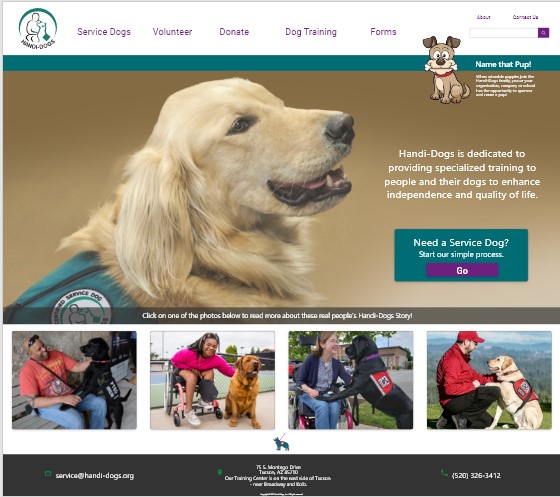 About
Contact Us
HANDI-DOGS
Service Dogs
Volunteer
Donate
Dog Training
Forms
Name that Pup!
When adorable puppies join the
Handi-Dogs family, you or your
organization, company or school
has the opportunity to sponsor
and name a pup!
Handi-Dogs is dedicated to
providing specialized training to
people and their dogs to enhance
independence and quality of life.
Need a Service Dog?
Start our simple process.
Go
SERVICE DOG
Click on one of the photos below to read more about these real people's Handi-Dogs Story!
service@handi-dogs.org
75 S. Montego Drive
Tucson, AZ 85710
Our Training Center is on the east side of Tucson
- near Broadway and Kolb.
(520) 326-3412